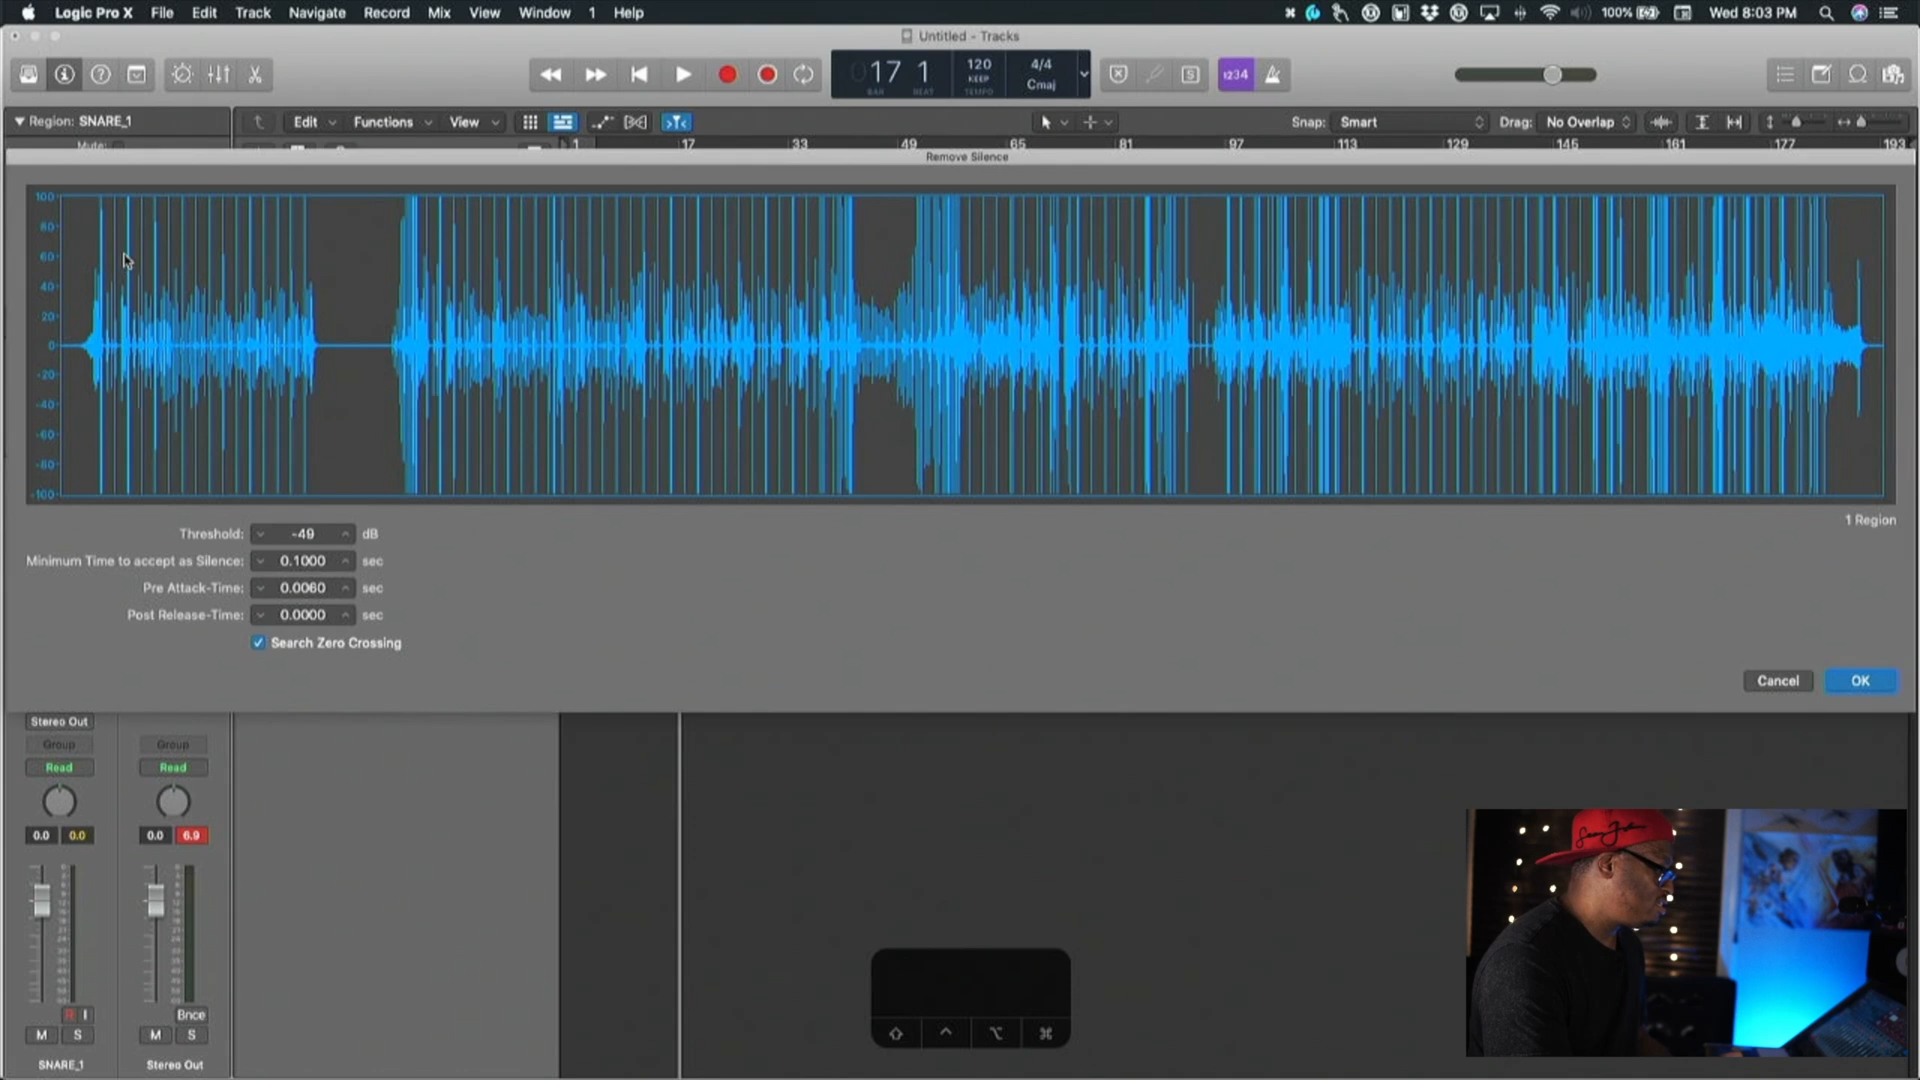 Logic Pro X File Edit Track Navigate Record Mix View Window 1 Help 100% Wed 8:03 PM
Untitled - Tracks
17 1 120 4/4
KEEP Cmaj
BAR BEAT TEMPO
1234
S
Region: SNARE_1 Edit Functions View Snap: Smart Drag: No Overlap
Mute: 1 17 33 49 65 81 97 113 129 145 161 177 193
Remove Silence
100
80
60
40
20
0
-20
-40
-60
-80
-100
1 Region
Threshold: -49 dB
Minimum Time to accept as Silence: 0.1000 sec
Pre Attack-Time: 0.0060 sec
Post Release-Time: 0.0000 sec
Search Zero Crossing
Cancel OK
Stereo Out
Group Group
Read Read
0.0 0.0 0.0 6.9
R I Bnce
M S M S
SNARE_1 Stereo Out